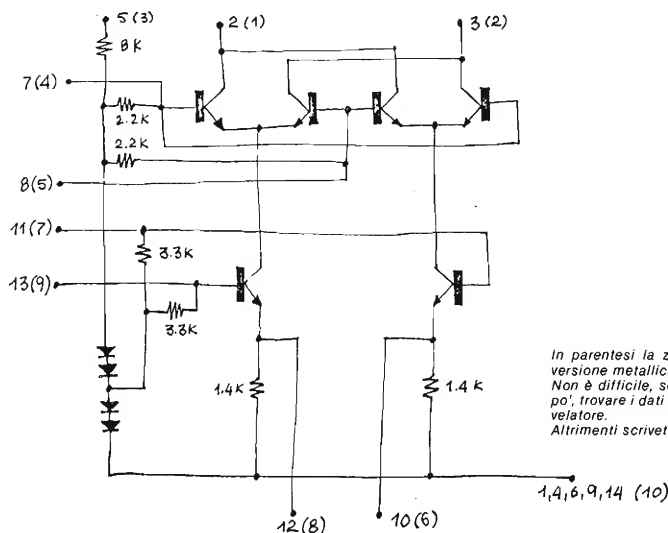 5 (3)
2 (1)
3 (2)
8K
7(4)
2.2K
2.2K
8(5)
11(7)
3.3K
13(9)
3.3K
1.4K
1.4K
In parentesi la z
versione metallic
Non è difficile, s
po', trovare i dati
velatore.
Altrimenti scrivet
1,4,6,9,14 (10)
12(8)
10(6)